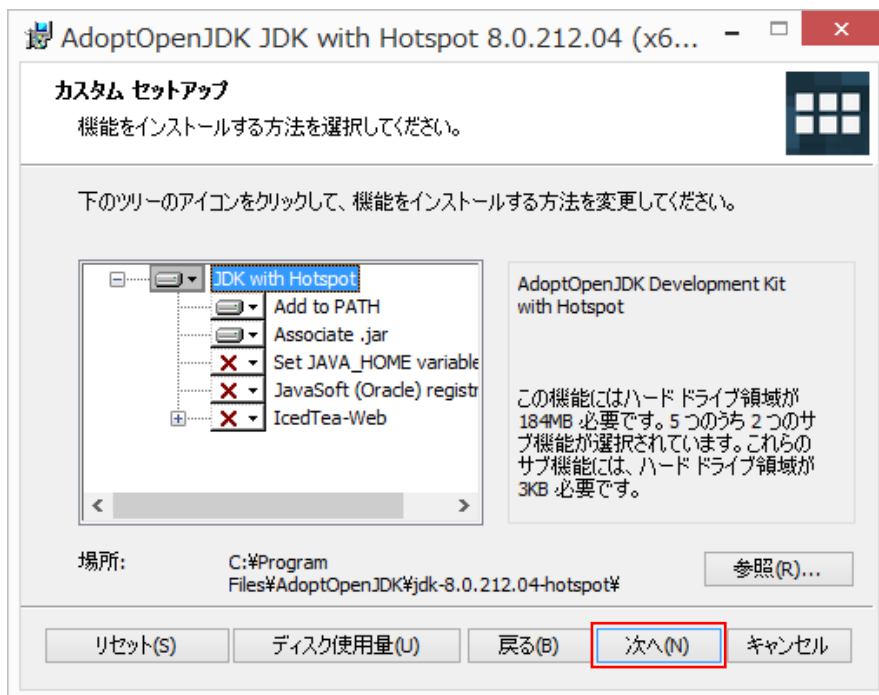 AdoptOpenJDK JDK with Hotspot 8.0.212.04 (x6...
カスタム セットアップ
機能をインストールする方法を選択してください。
下のツリーのアイコンをクリックして、機能をインストールする方法を変更してください。
JDK with Hotspot
Add to PATH
Associate .jar
Set JAVA_HOME variable
JavaSoft (Oracle) registr
IcedTea-Web
AdoptOpenJDK Development Kit
with Hotspot
この機能にはハード ドライブ領域が
184MB 必要です。5 つのうち 2 つのサ
ブ機能が選択されています。これらの
サブ機能には、ハード ドライブ領域が
3KB 必要です。
場所:
C:¥Program
Files¥AdoptOpenJDK¥jdk-8.0.212.04-hotspot¥
参照(R)...
リセット(S) ディスク使用量(U) 戻る(B) 次へ(N) キャンセル